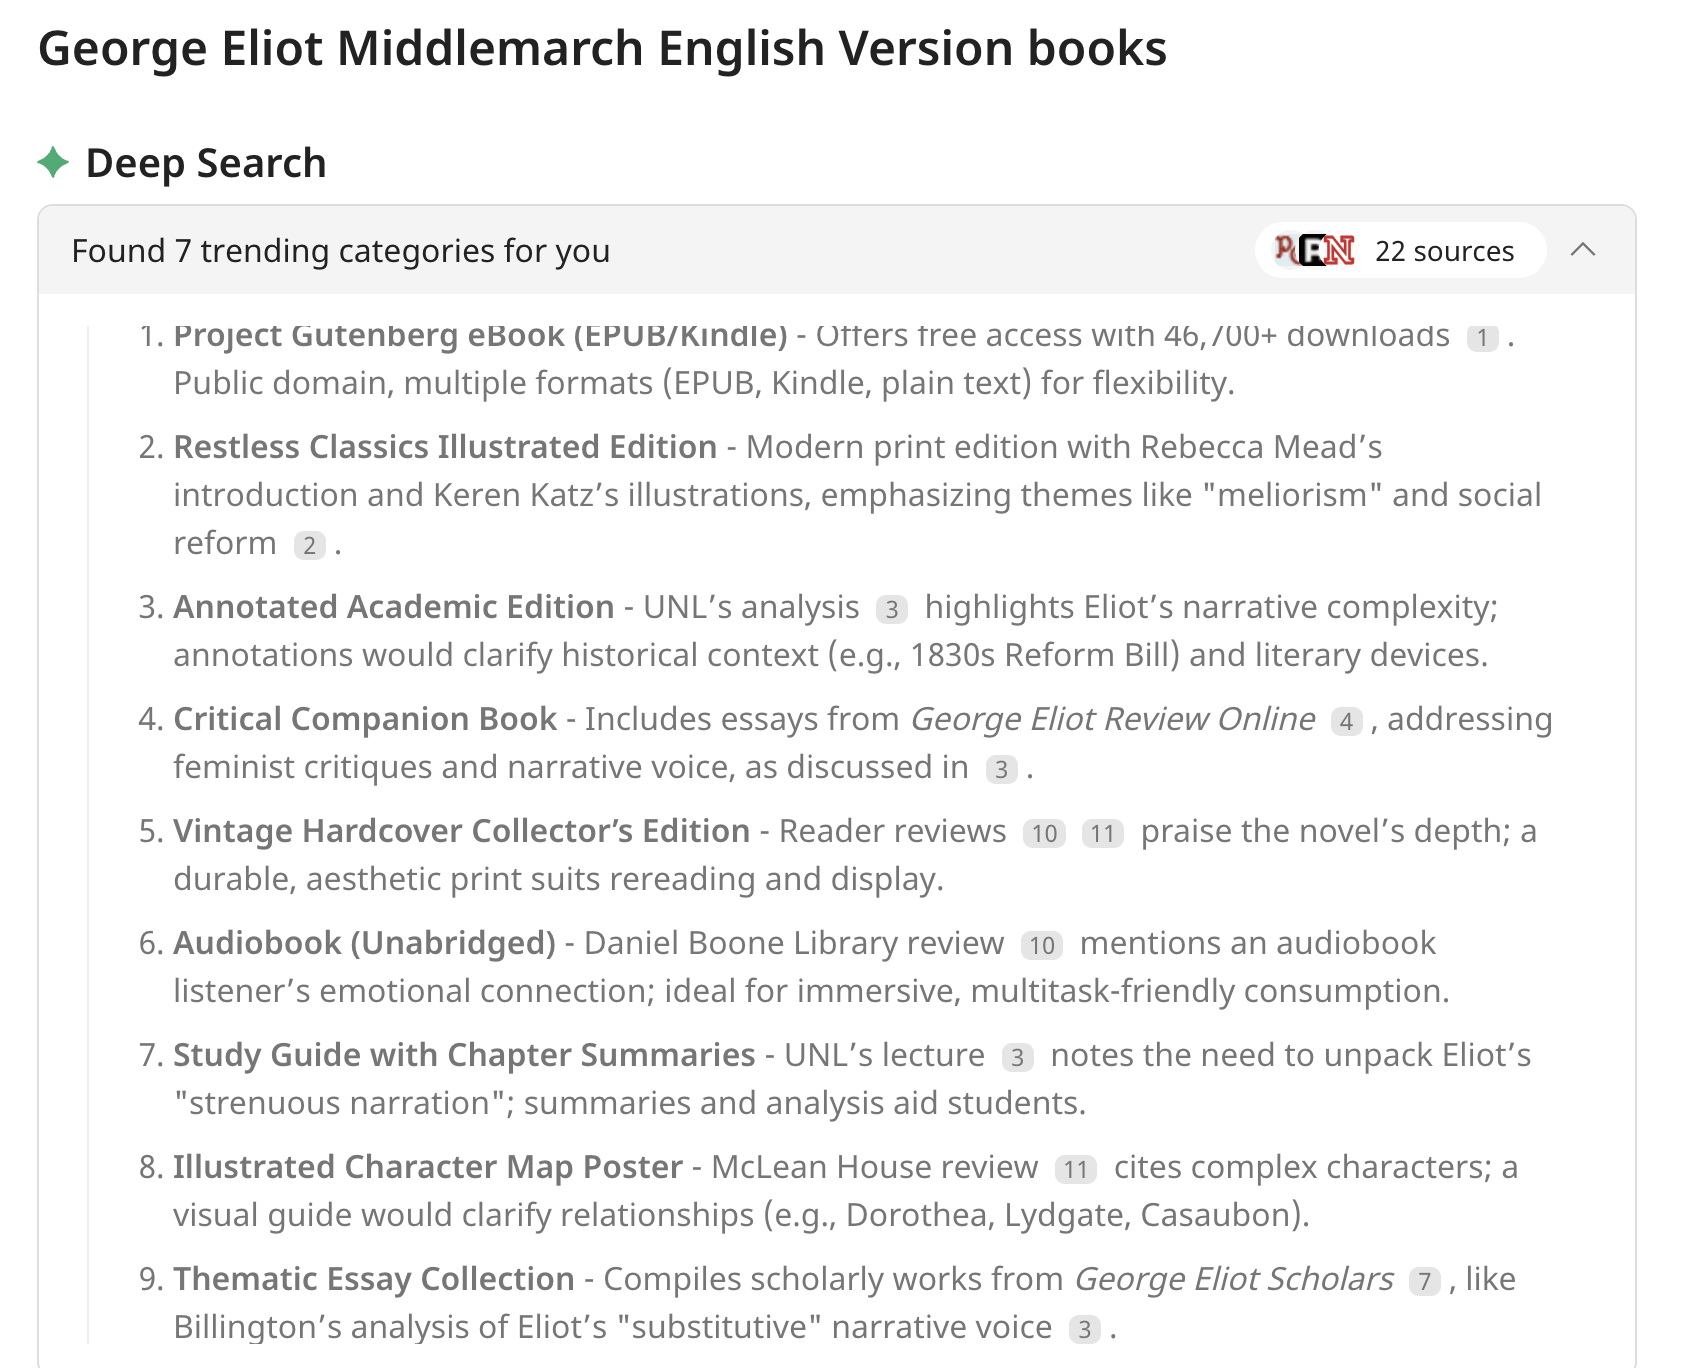 George Eliot Middlemarch English Version books
Deep Search
Found 7 trending categories for you
22 sources
1. Project Gutenberg eBook (EPUB/Kindle) - Offers free access with 46,700+ downloads 1 .
Public domain, multiple formats (EPUB, Kindle, plain text) for flexibility.
2. Restless Classics Illustrated Edition - Modern print edition with Rebecca Mead’s
introduction and Keren Katz’s illustrations, emphasizing themes like "meliorism" and social
reform 2 .
3. Annotated Academic Edition - UNL’s analysis 3 highlights Eliot’s narrative complexity;
annotations would clarify historical context (e.g., 1830s Reform Bill) and literary devices.
4. Critical Companion Book - Includes essays from George Eliot Review Online 4 , addressing
feminist critiques and narrative voice, as discussed in 3 .
5. Vintage Hardcover Collector’s Edition - Reader reviews 10 11 praise the novel’s depth; a
durable, aesthetic print suits rereading and display.
6. Audiobook (Unabridged) - Daniel Boone Library review 10 mentions an audiobook
listener’s emotional connection; ideal for immersive, multitask-friendly consumption.
7. Study Guide with Chapter Summaries - UNL’s lecture 3 notes the need to unpack Eliot’s
"strenuous narration"; summaries and analysis aid students.
8. Illustrated Character Map Poster - McLean House review 11 cites complex characters; a
visual guide would clarify relationships (e.g., Dorothea, Lydgate, Casaubon).
9. Thematic Essay Collection - Compiles scholarly works from George Eliot Scholars 7 , like
Billington’s analysis of Eliot’s "substitutive" narrative voice 3 .